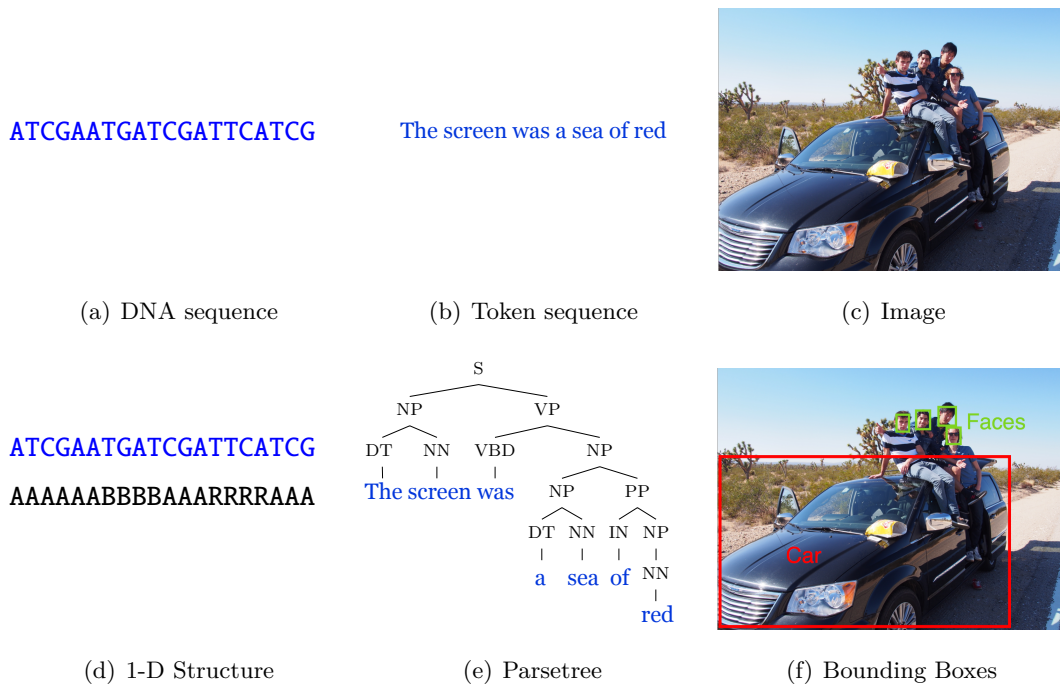 ATCGAATGATCGATTCATCG
The screen was a sea of red
(a) DNA sequence
(b) Token sequence
(c) Image
ATCGAATGATCGATTCATCG
AAAAAABBBBAAARRRRAAA
(d) 1-D Structure
S
NP VP
DT NN VBD NP
The screen was
NP PP
DT NN IN NP
a sea of NN
red
(e) Parsetree
Faces
Car
(f) Bounding Boxes